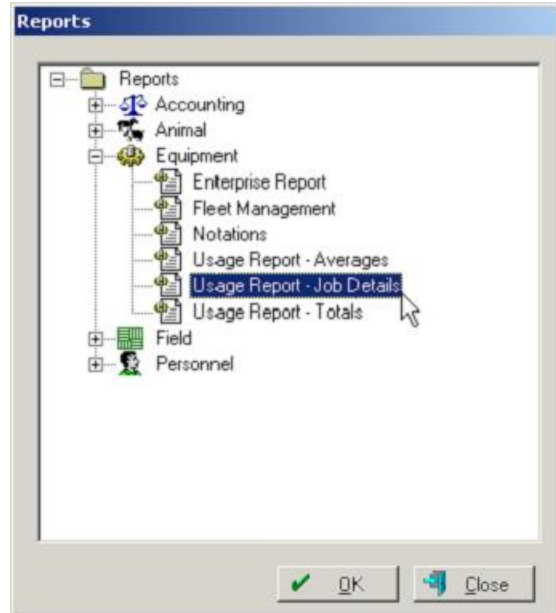 Reports
Reports
Accounting
Animal
Equipment
Enterprise Report
Fleet Management
Notations
Usage Report - Averages
Usage Report - Job Details
Usage Report - Totals
Field
Personnel
OK Close